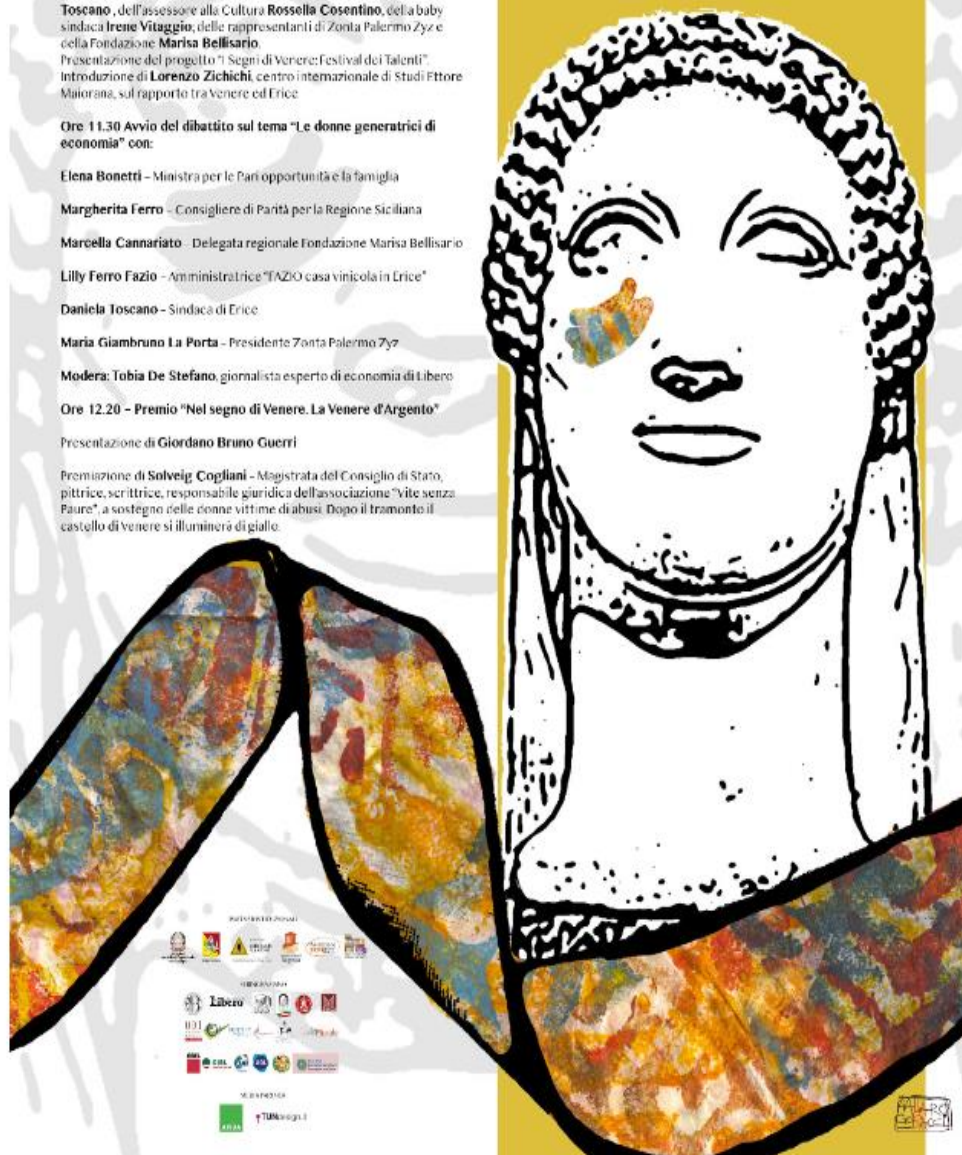 Toscano , dell'assessore alla Cultura Rossella Cosentino, della baby
sindaca Irene Vitaggio, delle rappresentanti di Zonta Palermo Zyz e
della Fondazione Marisa Bellisario.
Presentazione del progetto "I Segni di Venere: Festival dei Talenti".
Introduzione di Lorenzo Zichichi, centro internazionale di Studi Ettore
Maiorana, sul rapporto tra Venere ed Erice
Ore 11.30 Avvio del dibattito sul tema "Le donne generatrici di
economia" con:
Elena Bonetti – Ministra per le Pari opportunità e la famiglia
Margherita Ferro – Consigliere di Parità per la Regione Siciliana
Marcella Cannariato – Delegata regionale Fondazione Marisa Bellisario
Lilly Ferro Fazio – Amministratrice "FAZIO casa vinicola in Erice"
Daniela Toscano – Sindaca di Erice
Maria Giambruno La Porta – Presidente Zonta Palermo Zyz
Modera: Tobia De Stefano, giornalista esperto di economia di Libero
Ore 12.20 – Premio "Nel segno di Venere. La Venere d'Argento"
Presentazione di Giordano Bruno Guerri
Premiazione di Solveig Cogliani – Magistrata del Consiglio di Stato,
pittrice, scrittrice, responsabile giuridica dell'associazione "Vite senza
Paure", a sostegno delle donne vittime di abusi. Dopo il tramonto il
castello di Venere si illuminerà di giallo.
Libero
CISL
TUNdesign.it